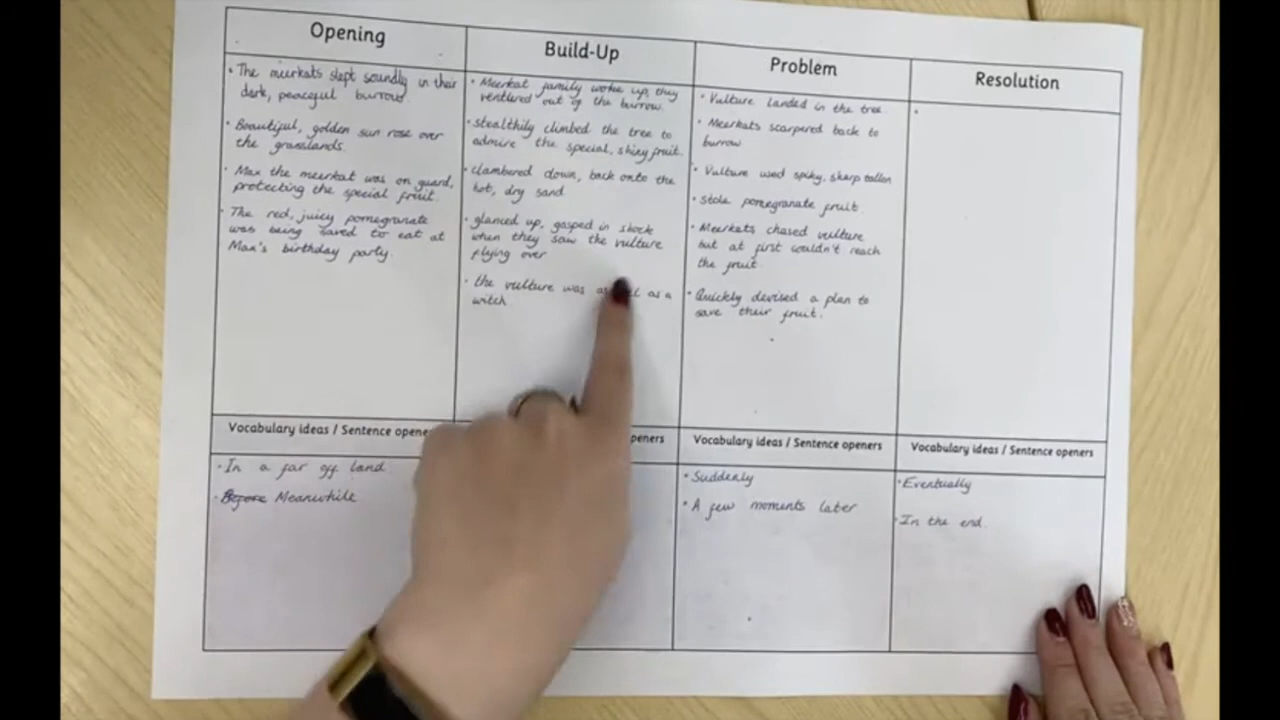 Opening
• The meerkats slept soundly in their
dark, peaceful burrow.
• Beautiful, golden sun rose over
the grasslands.
• Max the meerkat was on guard,
protecting the special fruit.
• The red, juicy pomegranate
was being saved to eat at
Max's birthday party.
Build-Up
• Meerkat family woke up, they
ventured out of the burrow.
• stealthily climbed the tree to
admire the special, shiny fruit.
• clambered down, back onto the
hot, dry sand
• glanced up, gasped in shock
when they saw the vulture
flying over
• the vulture was as a
witch
Problem
• Vulture landed in the tree
• Meerkats scarpered back to
burrow
• Vulture used spiky, sharp tallon
• Stole pomegranate fruit.
• Meerkats chased vulture
but at first couldn't reach
the fruit.
• Quickly devised a plan to
save their fruit.
Resolution
•
Vocabulary ideas / Sentence
• In a far off land
• Before Meanwhile
Vocabulary ideas / Sentence openers
• Suddenly
• A few moments later
Vocabulary ideas / Sentence openers
• Eventually
• In the end.